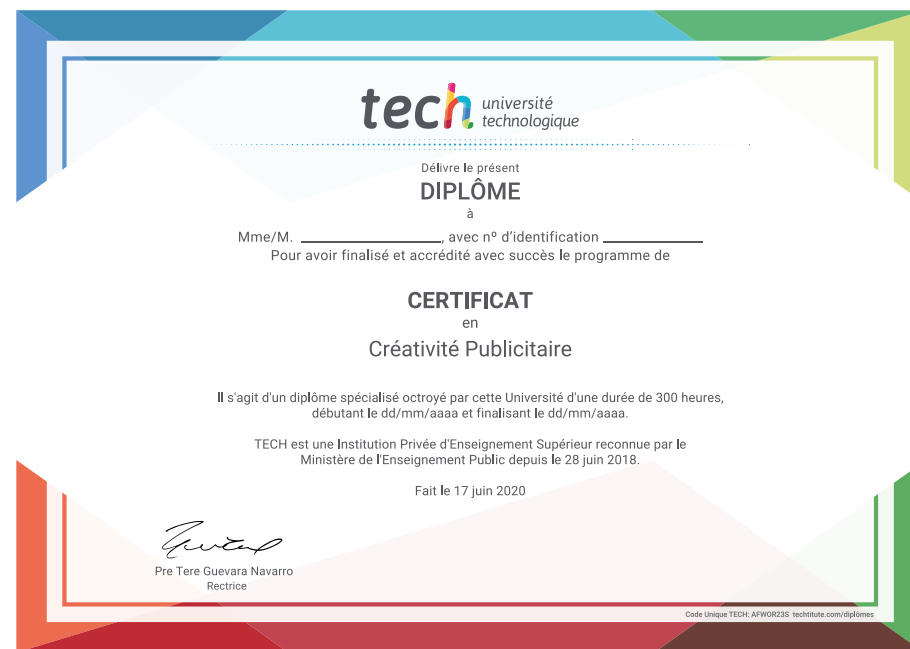 tech université
technologique
Délivre le présent
DIPLÔME
à
Mme/M. ____________________, avec nº d'identification ______________
Pour avoir finalisé et accrédité avec succès le programme de
CERTIFICAT
en
Créativité Publicitaire
Il s'agit d'un diplôme spécialisé octroyé par cette Université d'une durée de 300 heures,
débutant le dd/mm/aaaa et finalisant le dd/mm/aaaa.
TECH est une Institution Privée d'Enseignement Supérieur reconnue par le
Ministère de l'Enseignement Public depuis le 28 juin 2018.
Fait le 17 juin 2020
Pre Tere Guevara Navarro
Rectrice
Code Unique TECH: AFWOR23S techtitute.com/diplômes